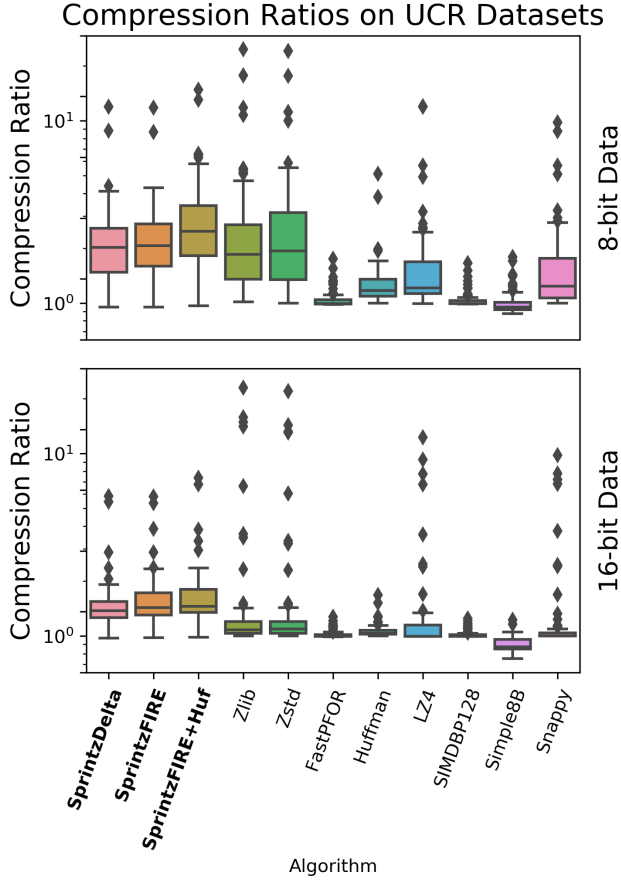 Compression Ratios on UCR Datasets
Compression Ratio
10¹
10⁰
8-bit Data
Compression Ratio
10¹
10⁰
16-bit Data
SprintzDelta
SprintzFIRE
SprintzFIRE+Huf
Zlib
Zstd
FastPFOR
Huffman
LZ4
SIMDBP128
Simple8B
Snappy
Algorithm